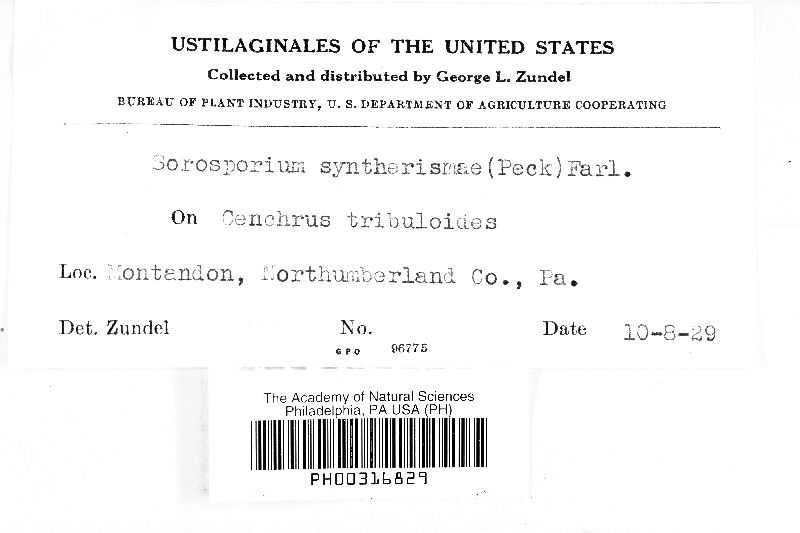 USTILAGINALES OF THE UNITED STATES
Collected and distributed by George L. Zundel
BUREAU OF PLANT INDUSTRY, U. S. DEPARTMENT OF AGRICULTURE COOPERATING
Sorosporium syntherismae(Peck)Farl.
On Cenchrus tribuloides
Loc. Montandon, Northumberland Co., Pa.
Det. Zundel No. Date 10-8-29
GPO 96775
The Academy of Natural Sciences
Philadelphia, PA USA (PH)
PH00316829